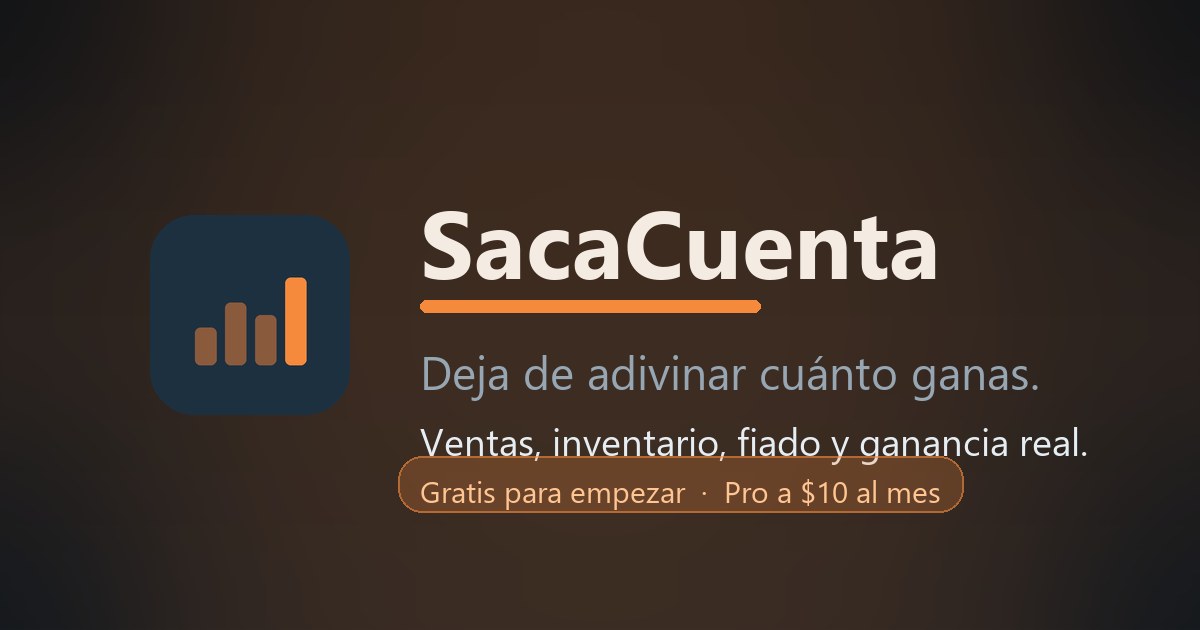 SacaCuenta
Deja de adivinar cuánto ganas.
Ventas, inventario, fiado y ganancia real.
Gratis para empezar · Pro a $10 al mes